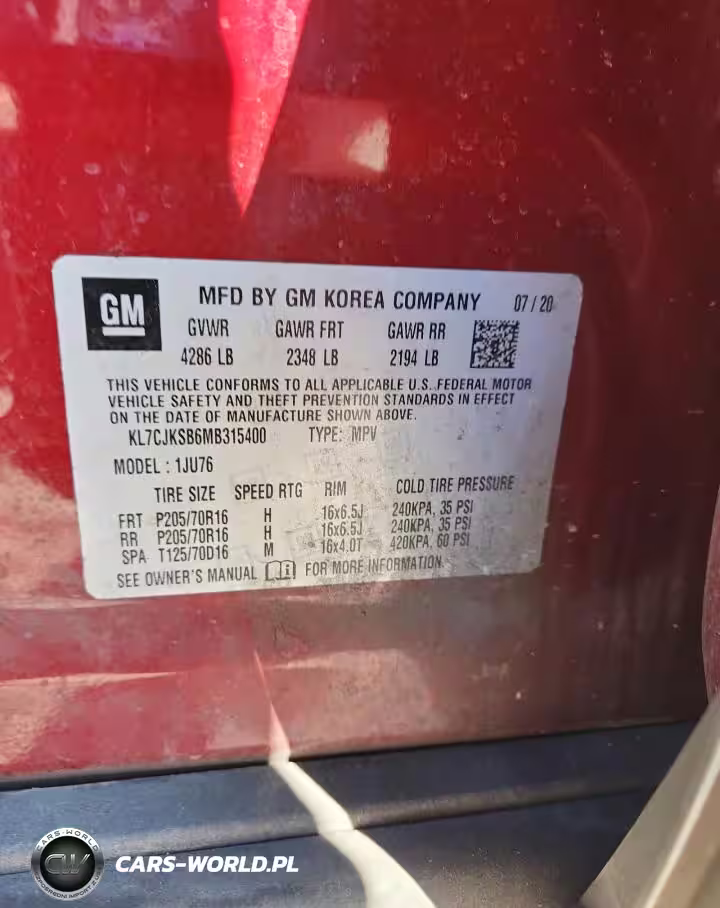 GM
MFD BY GM KOREA COMPANY 07/20
GVWR GAWR FRT GAWR RR
4286 LB 2348 LB 2194 LB
THIS VEHICLE CONFORMS TO ALL APPLICABLE U.S. FEDERAL MOTOR
VEHICLE SAFETY AND THEFT PREVENTION STANDARDS IN EFFECT
ON THE DATE OF MANUFACTURE SHOWN ABOVE.
KL7CJKSB6MB315400 TYPE: MPV
MODEL : 1JU76
TIRE SIZE SPEED RTG RIM COLD TIRE PRESSURE
FRT P205/70R16 H 16x6.5J 240KPA, 35 PSI
RR P205/70R16 H 16x6.5J 240KPA, 35 PSI
SPA T125/70D16 M 16x4.0T 420KPA, 60 PSI
SEE OWNER'S MANUAL FOR MORE INFORMATION.
CARS-WORLD
CW
CARS-WORLD.PL